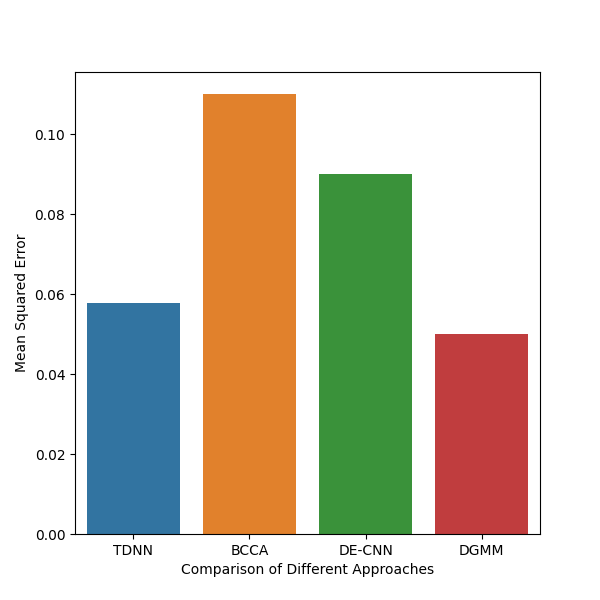 Mean Squared Error
0.10
0.08
0.06
0.04
0.02
0.00
TDNN BCCA DE-CNN DGMM
Comparison of Different Approaches